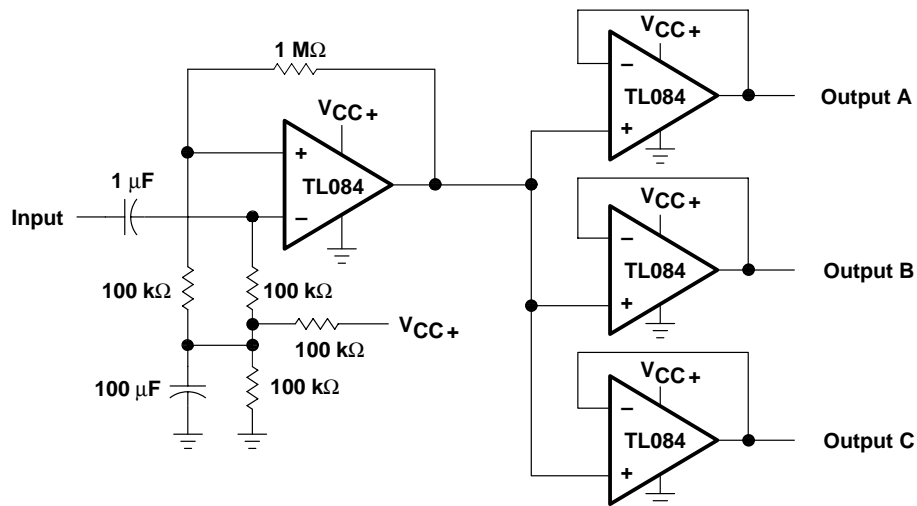 1 MΩ
VCC+
+
TL084
−
1 μF
Input
100 kΩ
100 kΩ
VCC+
100 kΩ
100 μF
100 kΩ
VCC+
−
TL084
+
Output A
VCC+
−
TL084
+
Output B
VCC+
−
TL084
+
Output C